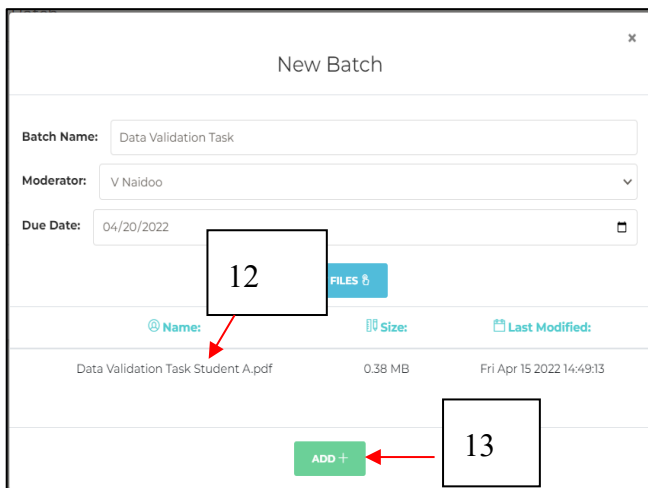 ×
New Batch
Batch Name: Data Validation Task
Moderator: V Naidoo
Due Date: 04/20/2022
12
FILES
Name: Size: Last Modified:
Data Validation Task Student A.pdf 0.38 MB Fri Apr 15 2022 14:49:13
ADD + 13